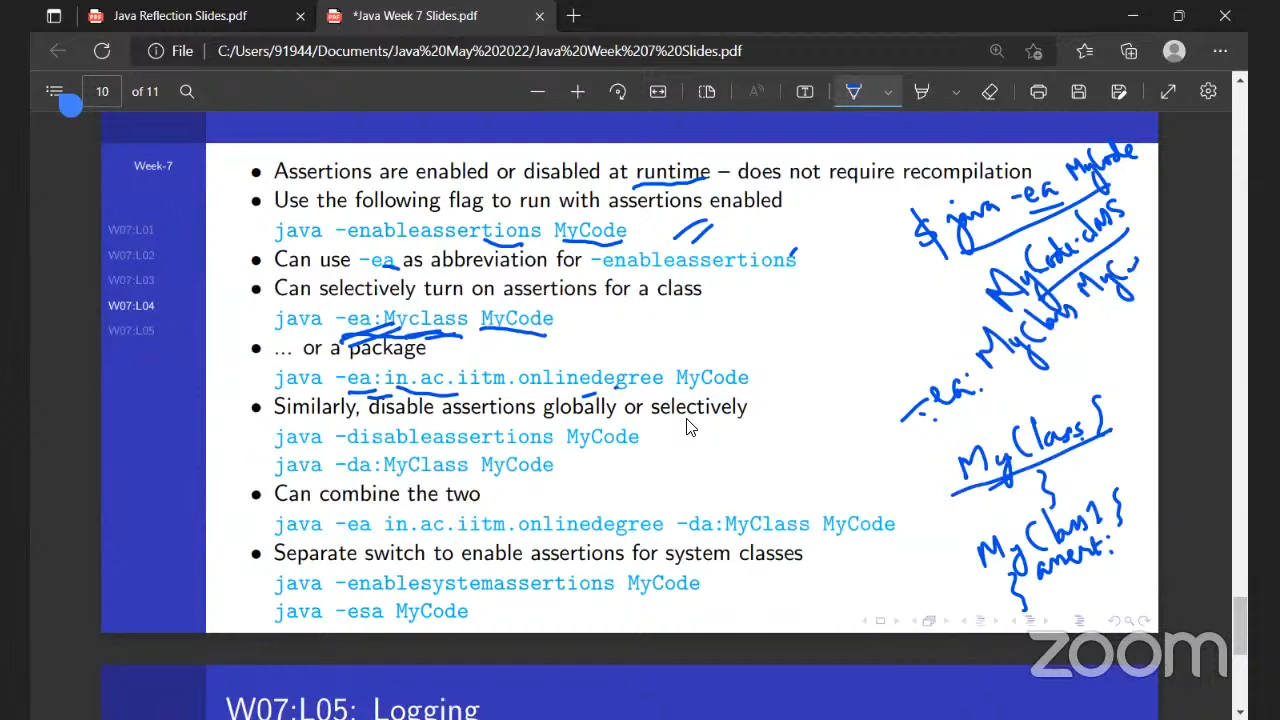 Java Reflection Slides.pdf
*Java Week 7 Slides.pdf
File C:/Users/91944/Documents/Java%20May%202022/Java%20Week%207%20Slides.pdf
10 of 11
Week-7
W07:L01
W07:L02
W07:L03
W07:L04
W07:L05
• Assertions are enabled or disabled at runtime – does not require recompilation
• Use the following flag to run with assertions enabled
java -enableassertions MyCode
• Can use -ea as abbreviation for -enableassertions
• Can selectively turn on assertions for a class
java -ea:Myclass MyCode
• ... or a package
java -ea:in.ac.iitm.onlinedegree MyCode
• Similarly, disable assertions globally or selectively
java -disableassertions MyCode
java -da:MyClass MyCode
• Can combine the two
java -ea in.ac.iitm.onlinedegree -da:MyClass MyCode
• Separate switch to enable assertions for system classes
java -enablesystemassertions MyCode
java -esa MyCode
$ java -ea MyCode
MyCode.class
-ea: MyClass
MyClass {
}
MyClass1 {
assert:
}
zoom
W07:L05: Logging